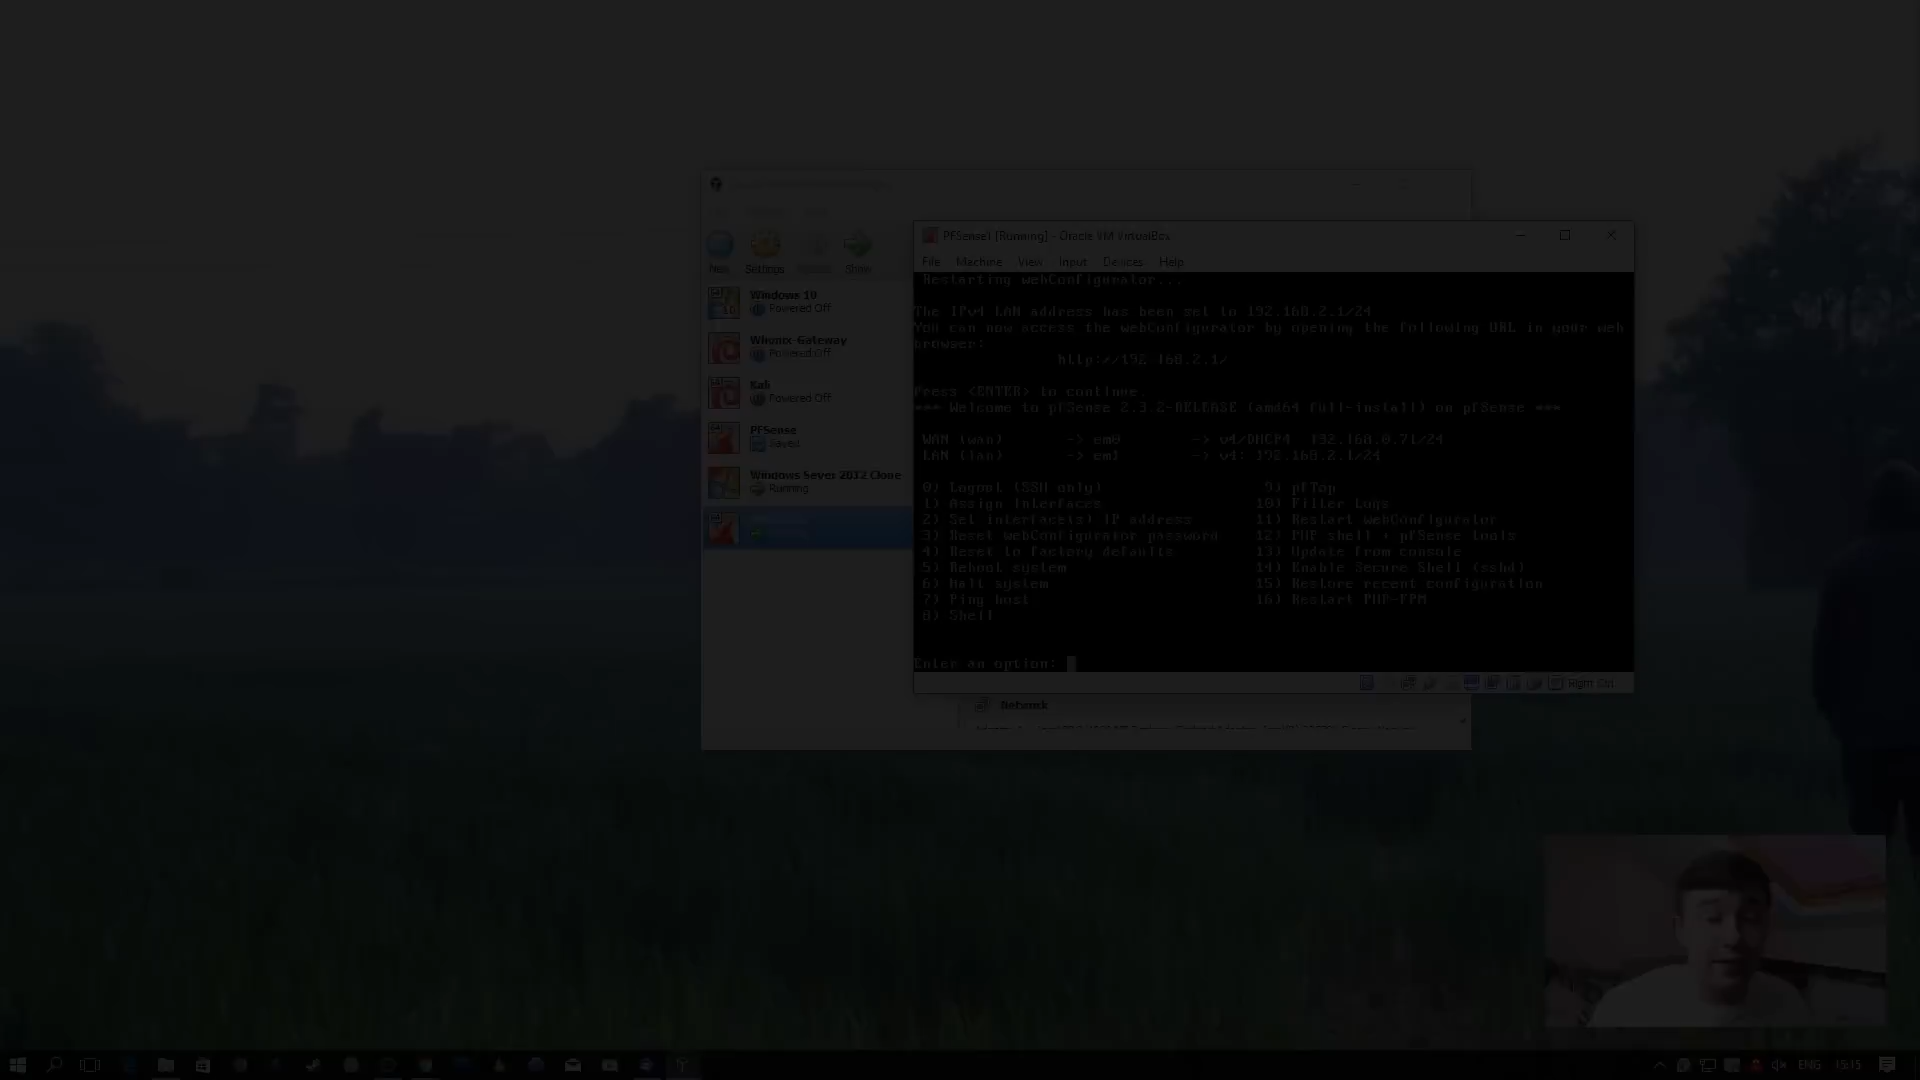 PFSense1 [Running] - Oracle VM VirtualBox
File Machine View Input Devices Help
New Settings Show
Windows 10
Powered Off
Whonix-Gateway
Powered Off
Kali
Powered Off
PFSense
Saved
Windows Sever 2012 Clone
Running
Restarting webConfigurator...
The IPv4 LAN address has been set to 192.168.2.1/24
You can now access the webConfigurator by opening the following URL in your web
browser:
http://192.168.2.1/
Press <ENTER> to continue.
*** Welcome to pfSense 2.3.2-RELEASE (amd64 full-install) on pfSense ***
WAN (wan) -> em0 -> v4/DHCP4: 192.168.0.71/24
LAN (lan) -> em1 -> v4: 192.168.2.1/24
0) Logout (SSH only) 9) pfTop
1) Assign Interfaces 10) Filter Logs
2) Set interface(s) IP address 11) Restart webConfigurator
3) Reset webConfigurator password 12) PHP shell + pfSense tools
4) Reset to factory defaults 13) Update from console
5) Reboot system 14) Enable Secure Shell (sshd)
6) Halt system 15) Restore recent configuration
7) Ping host 16) Restart PHP-FPM
8) Shell
Enter an option:
Right Ctrl
Network
ENG 15:15